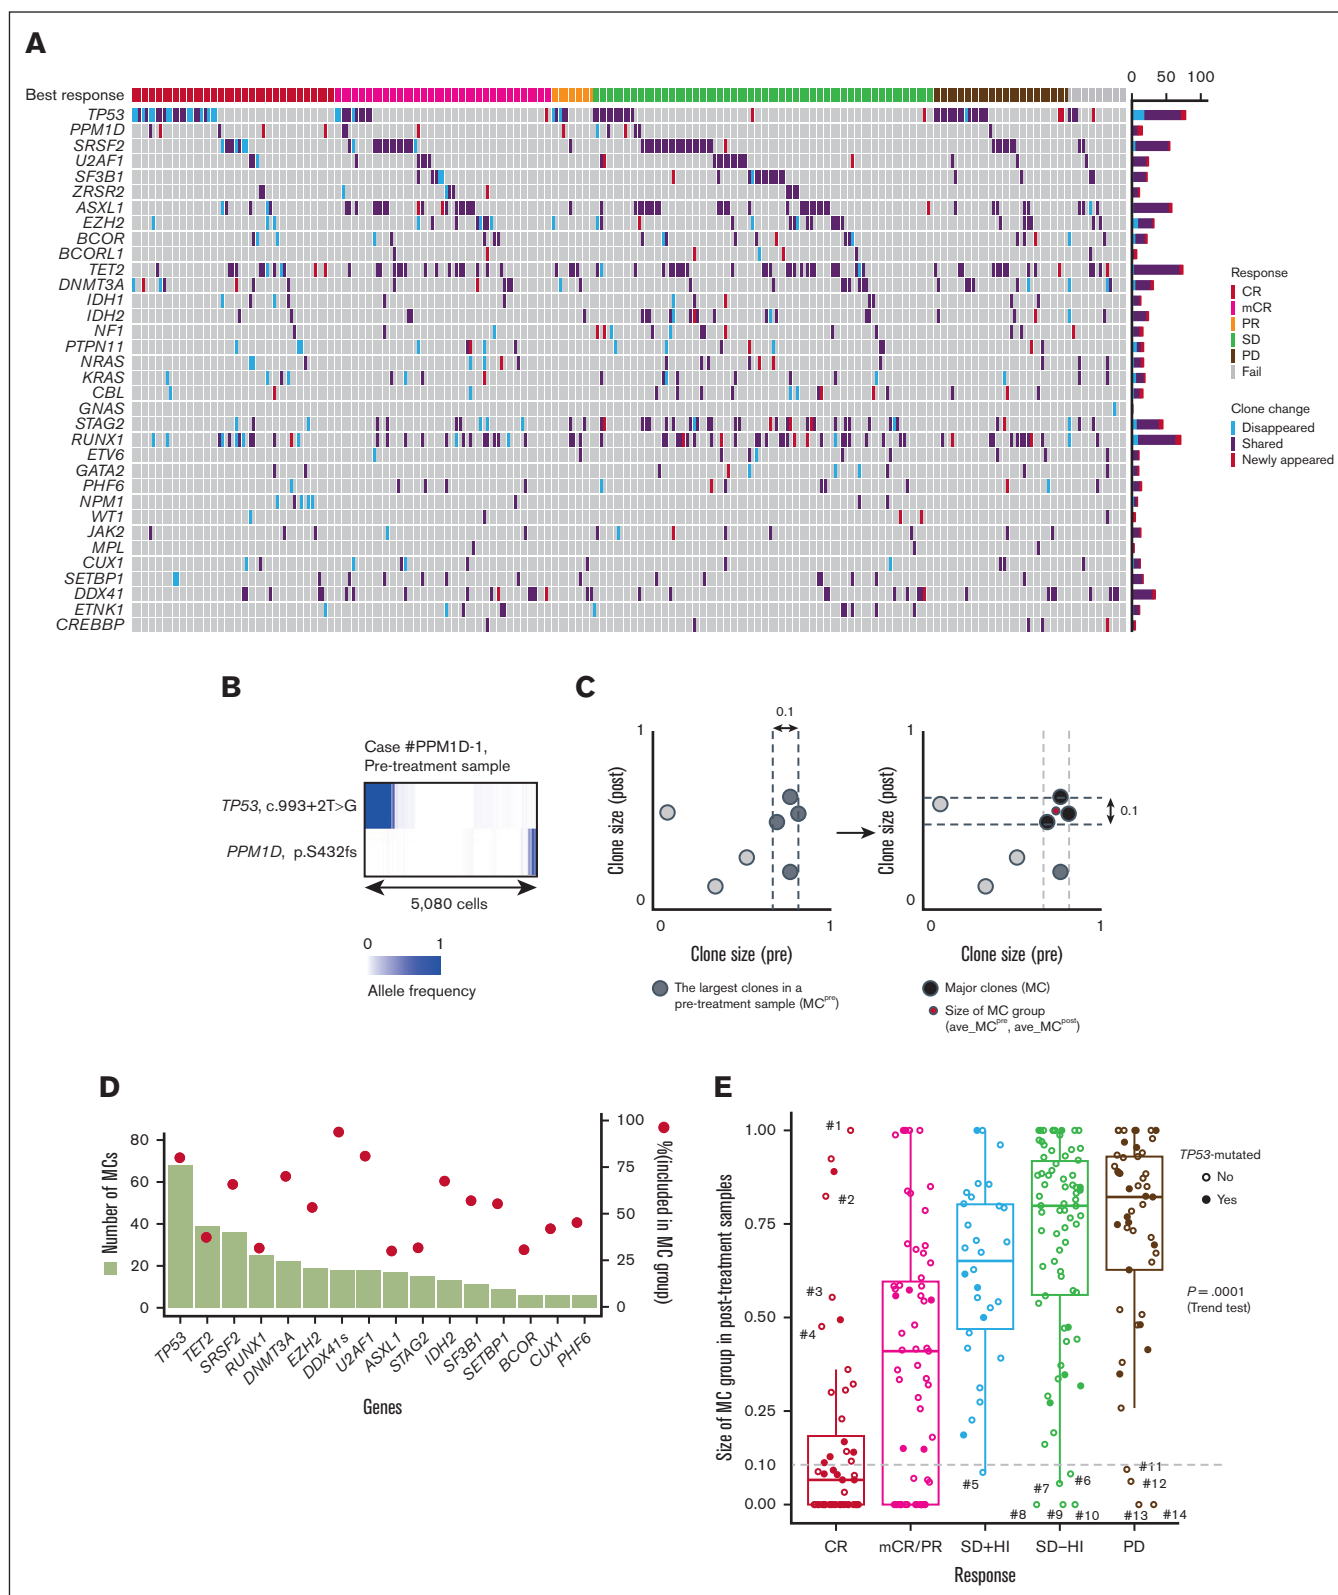 A
0 50 100
Best response
TP53
PPM1D
SRSF2
U2AF1
SF3B1
ZRSR2
ASXL1
EZH2
BCOR
BCORL1
TET2
DNMT3A
IDH1
IDH2
NF1
PTPN11
NRAS
KRAS
CBL
GNAS
STAG2
RUNX1
ETV6
GATA2
PHF6
NPM1
WT1
JAK2
MPL
CUX1
SETBP1
DDX41
ETNK1
CREBBP
Response
CR
mCR
PR
SD
PD
Fail
Clone change
Disappeared
Shared
Newly appeared
B
Case #PPM1D-1,
Pre-treatment sample
TP53, c.993+2T>G
PPM1D, p.S432fs
5,080 cells
0 1
Allele frequency
C
0.1
1
Clone size (post)
0
0 1
Clone size (pre)
The largest clones in a
pre-treatment sample (MCpre)
1
Clone size (post)
0.1
0
0 1
Clone size (pre)
Major clones (MC)
Size of MC group
(ave_MCpre, ave_MCpost)
D
Number of MCs
80
60
40
20
0
100
75
50
25
0
%(included in MC group)
TP53
TET2
SRSF2
RUNX1
DNMT3A
EZH2
DDX41s
U2AF1
ASXL1
STAG2
IDH2
SF3B1
SETBP1
BCOR
CUX1
PHF6
Genes
E
Size of MC group in post-treatment samples
1.00
0.75
0.50
0.25
0.10
0.00
#1
#2
#3
#4
#5
#6
#7
#8
#9
#10
#11
#12
#13
#14
CR
mCR/PR
SD+HI
SD−HI
PD
Response
TP53-mutated
No
Yes
P = .0001
(Trend test)